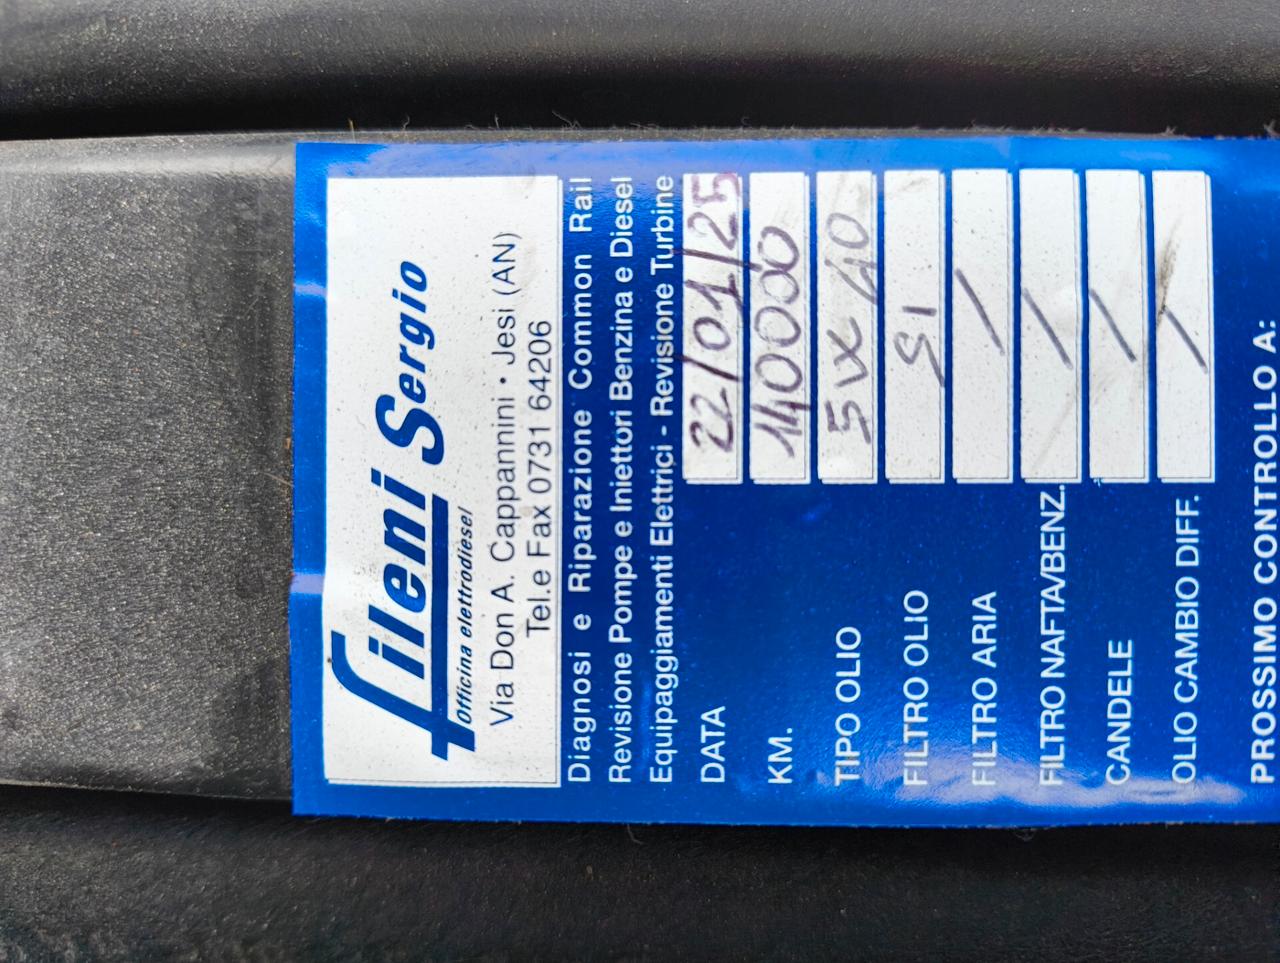 Fileni Sergio
Officina elettrodiesel
Via Don A. Cappannini • Jesi (AN)
Tel.e Fax 0731 64206
Diagnosi e Riparazione Common Rail
Revisione Pompe e Iniettori Benzina e Diesel
Equipaggiamenti Elettrici - Revisione Turbine
DATA 22/01/25
KM. 140000
TIPO OLIO 5W40
FILTRO OLIO SI
FILTRO ARIA /
FILTRO NAFTA/BENZ. /
CANDELE /
OLIO CAMBIO DIFF. /
PROSSIMO CONTROLLO A: